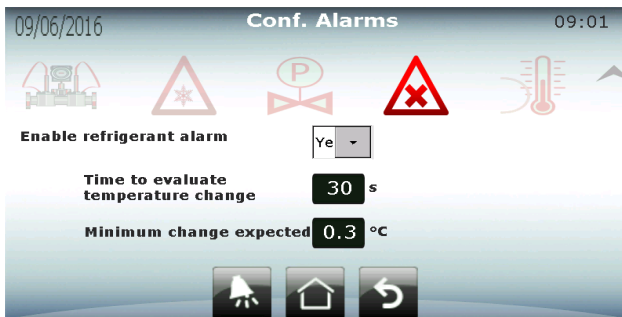 09/06/2016 Conf. Alarms 09:01
P
Enable refrigerant alarm Ye
Time to evaluate
temperature change 30 s
Minimum change expected 0.3 °C